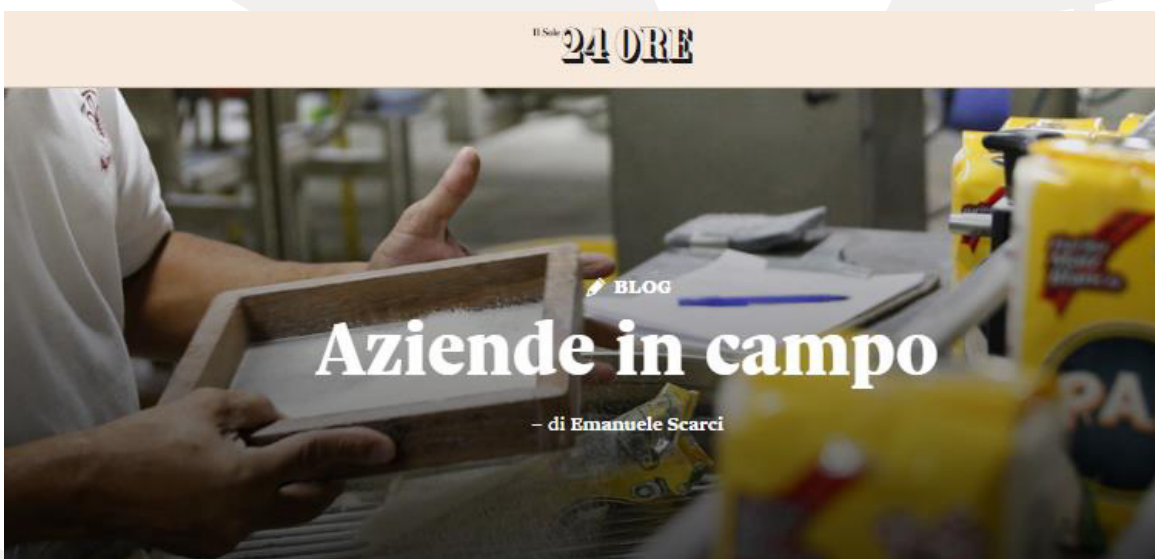 Il Sole
24 ORE
BLOG
Aziende in campo
– di Emanuele Scarci